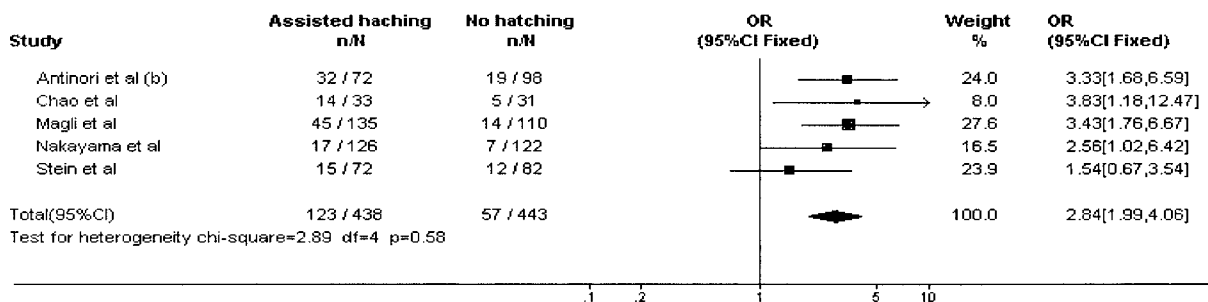 Assisted haching No hatching OR Weight OR
Study n/N n/N (95%CI Fixed) % (95%CI Fixed)
Antinori et al (b) 32 / 72 19 / 98 24.0 3.33[1.68,6.59]
Chao et al 14 / 33 5 / 31 8.0 3.83[1.18,12.47]
Magli et al 45 / 135 14 / 110 27.6 3.43[1.76,6.67]
Nakayama et al 17 / 126 7 / 122 16.5 2.56[1.02,6.42]
Stein et al 15 / 72 12 / 82 23.9 1.54[0.67,3.54]
Total(95%CI) 123 / 438 57 / 443 100.0 2.84[1.99,4.06]
Test for heterogeneity chi-square=2.89 df=4 p=0.58
.1 .2 1 5 10